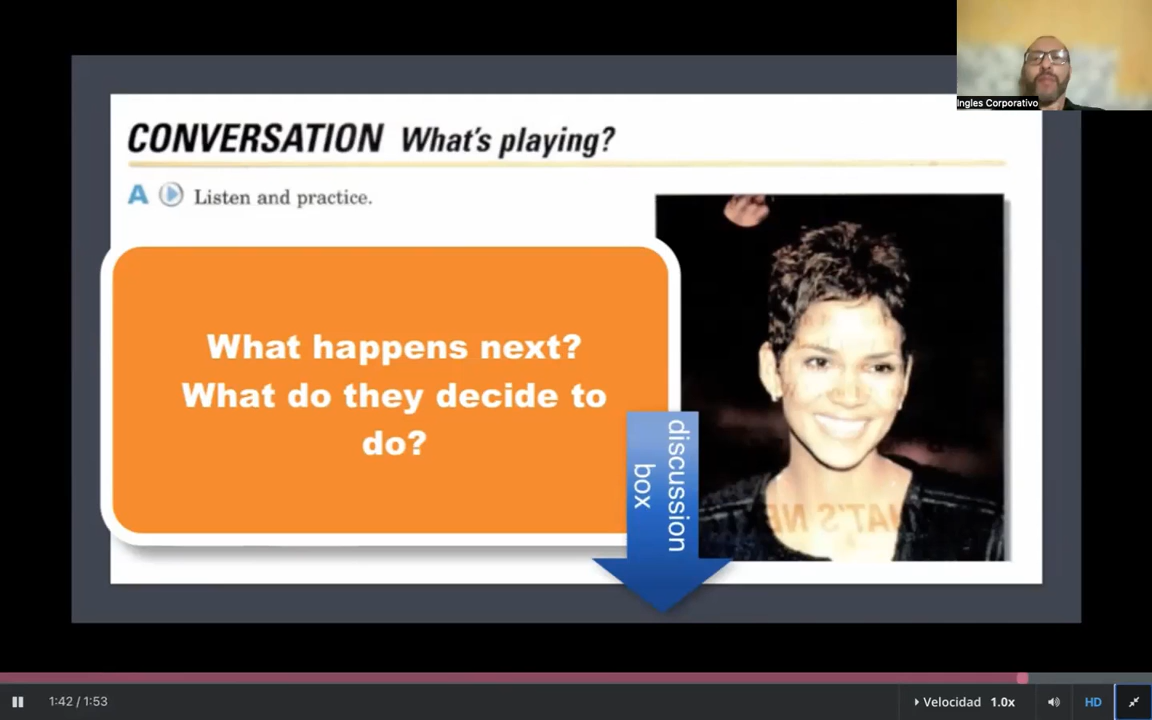 Ingles Corporativo
CONVERSATION What's playing?
A Listen and practice.
What happens next?
What do they decide to
do?
discussion
box
1:42 / 1:53
Velocidad 1.0x
HD